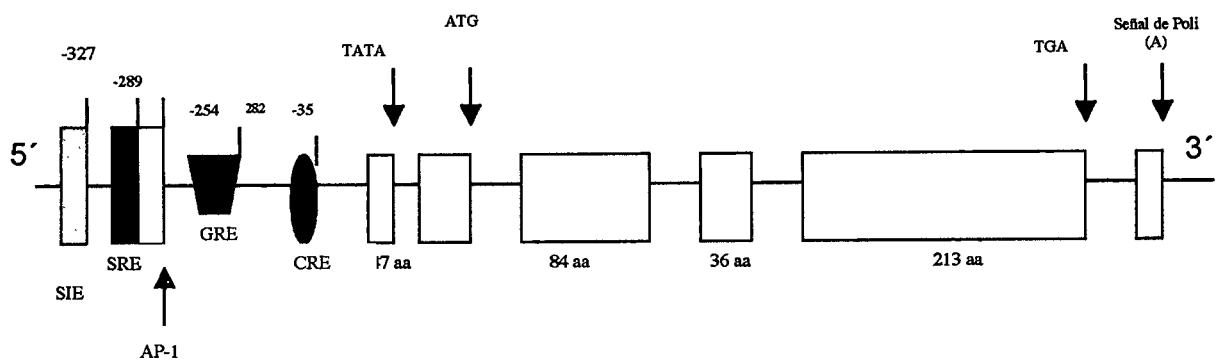 ATG
Señal de Poli
(A)
-327
TATA
TGA
-289
-254
282
-35
5´
3´
GRE
SRE
CRE
47 aa
84 aa
36 aa
213 aa
SIE
AP-1